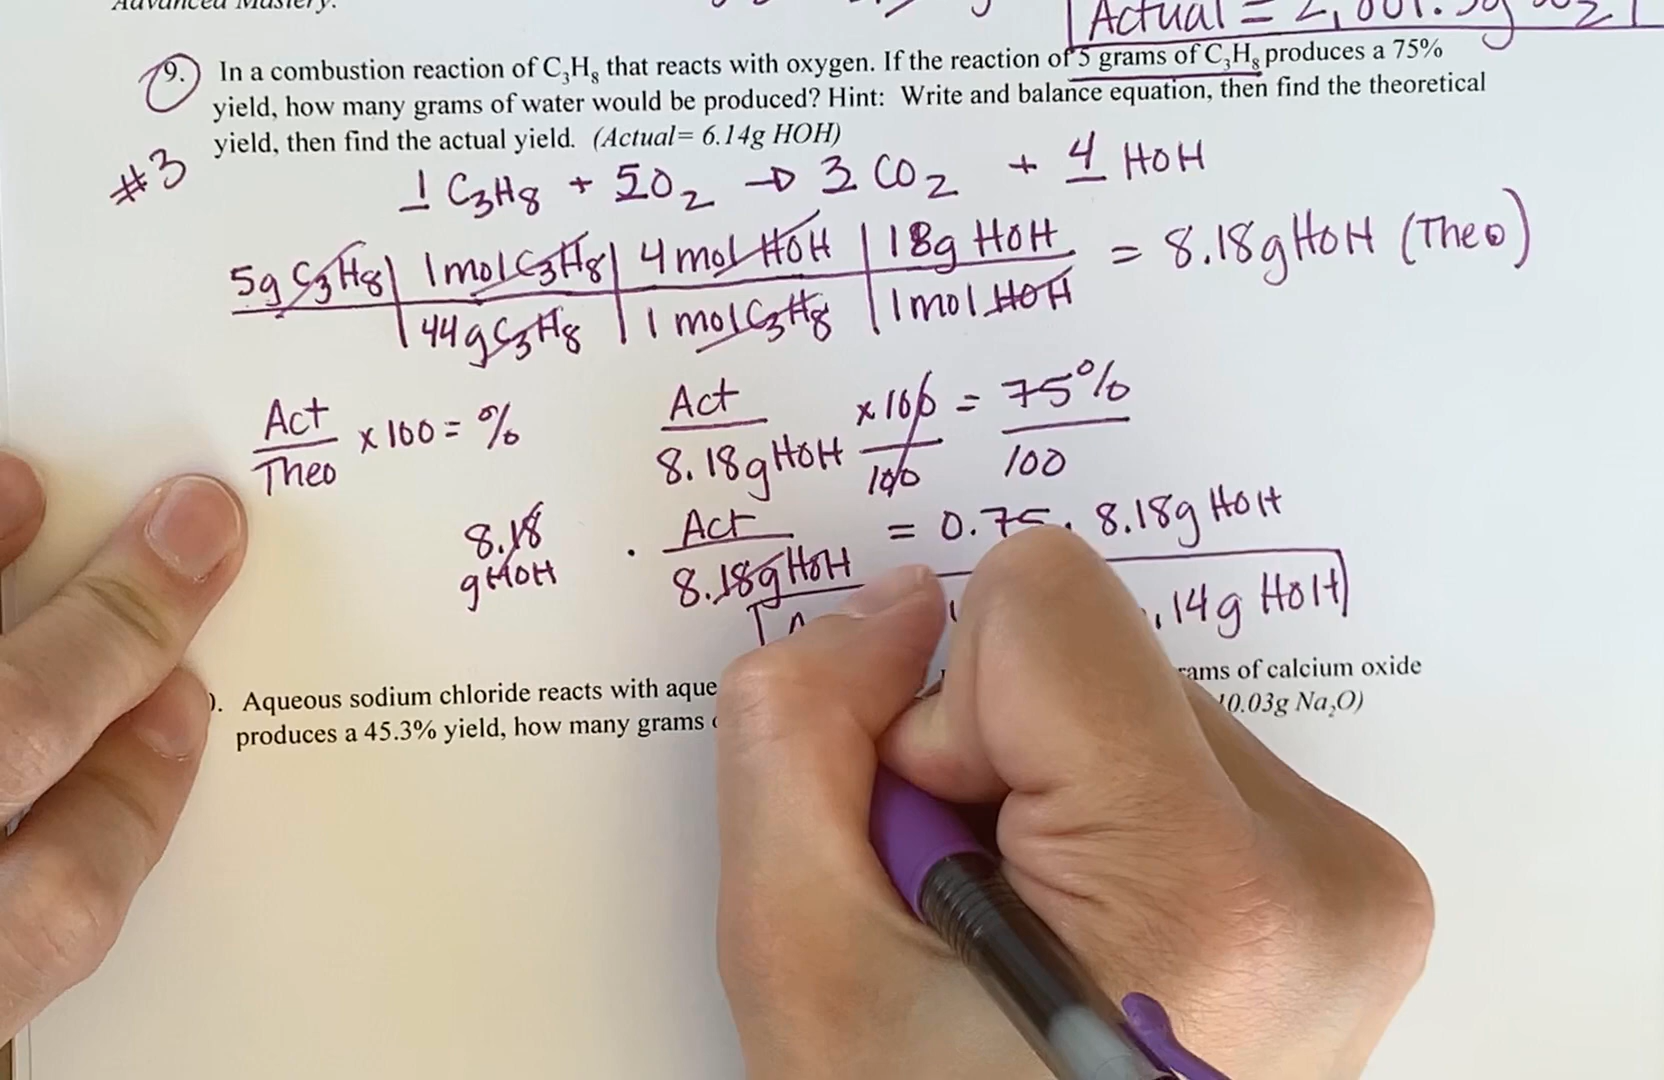 Advanced Mastery.
Actual =
9. In a combustion reaction of C₃H₈ that reacts with oxygen. If the reaction of 5 grams of C₃H₈ produces a 75%
yield, how many grams of water would be produced? Hint: Write and balance equation, then find the theoretical
yield, then find the actual yield. (Actual= 6.14g HOH)
#3
1 C₃H₈ + 5O₂ → 3 CO₂ + 4 HOH
5g C₃H₈ | 1mol C₃H₈ | 4 mol HOH | 18g HOH = 8.18g HOH (Theo)
44g C₃H₈ | 1 mol C₃H₈ | 1mol HOH
Act Act x100 = 75%
Theo x100 = % 8.18g HOH 100 100
8.18 · Act = 0.75 · 8.18g HOH
gHOH 8.18g HOH
.14g HOH
). Aqueous sodium chloride reacts with grams of calcium oxide
produces a 45.3% yield, how many grams 10.03g Na₂O)